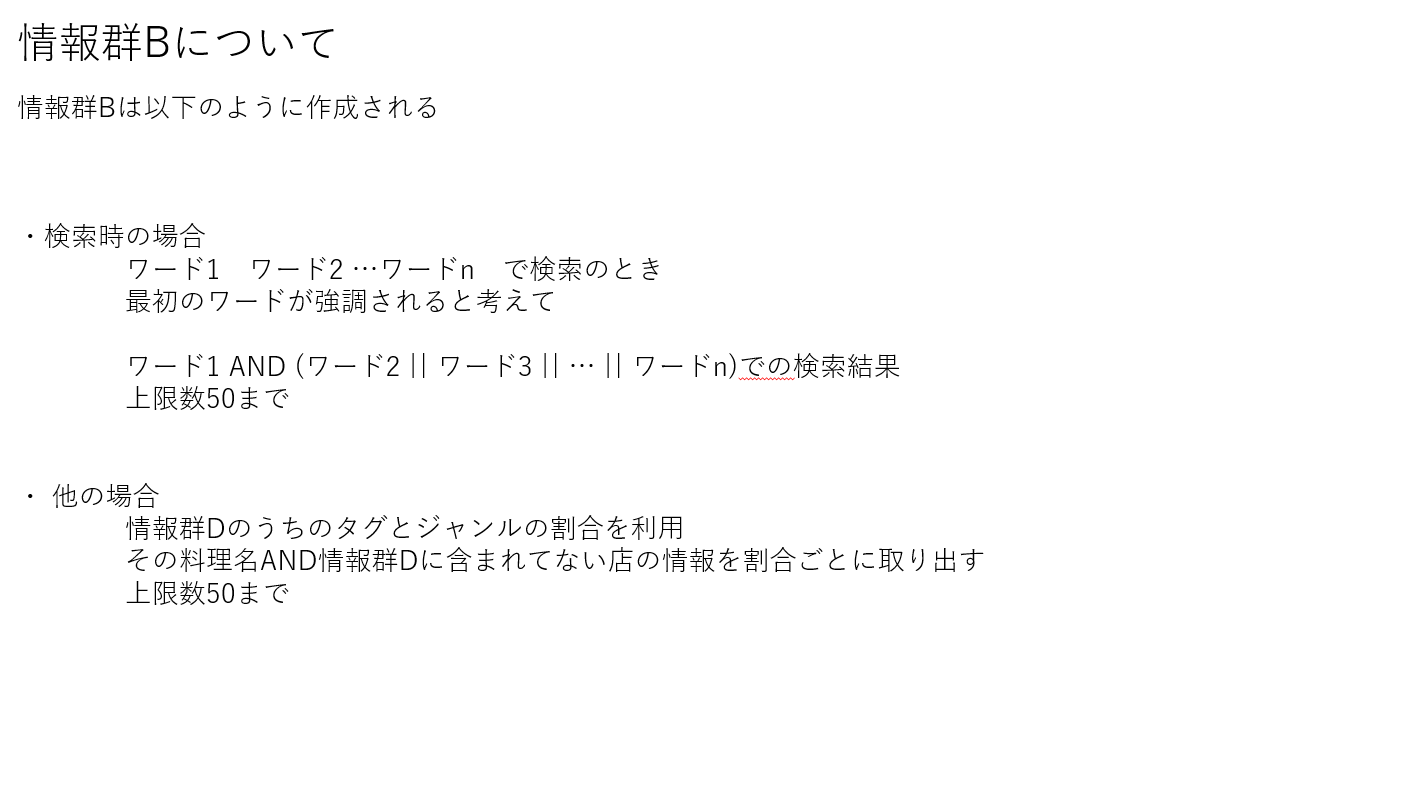 情報群Bについて
情報群Bは以下のように作成される
・検索時の場合
ワード1　ワード2 …ワードn　で検索のとき
最初のワードが強調されると考えて
ワード1 AND (ワード2 || ワード3 || … || ワードn)での検索結果
上限数50まで
・ 他の場合
情報群Dのうちのタグとジャンルの割合を利用
その料理名AND情報群Dに含まれてない店の情報を割合ごとに取り出す
上限数50まで